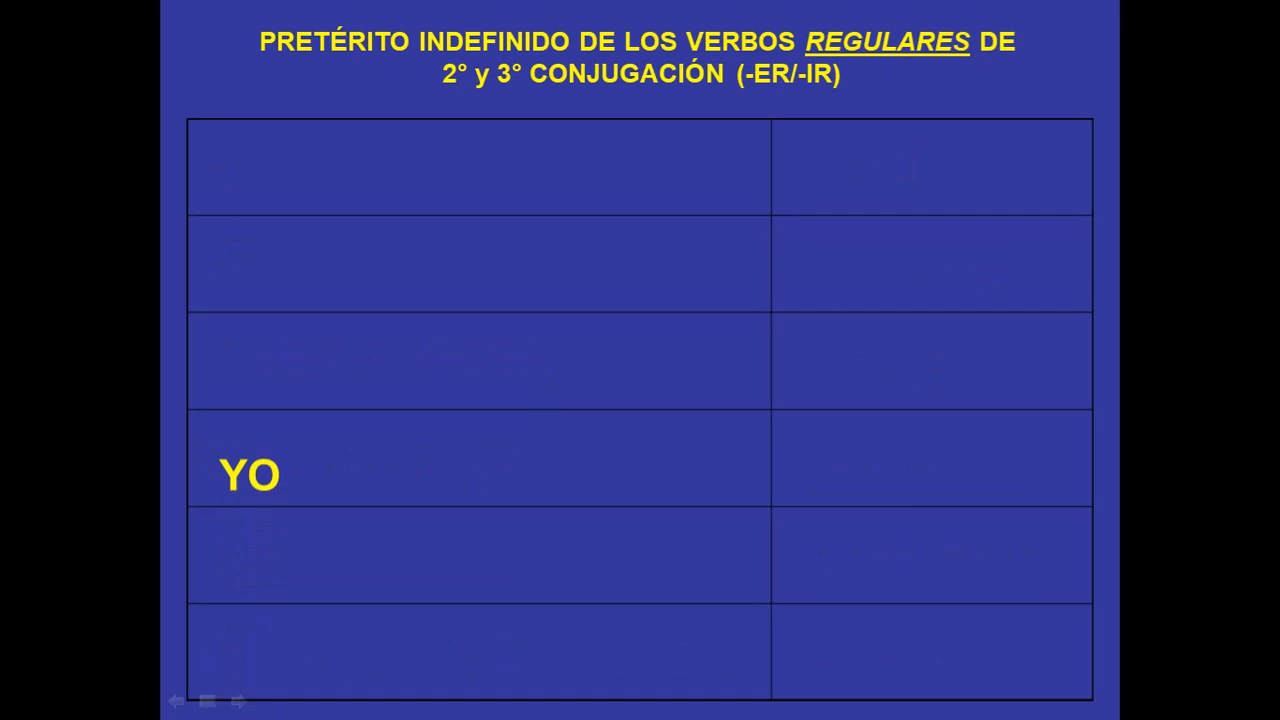 PRETÉRITO INDEFINIDO DE LOS VERBOS REGULARES DE
2° y 3° CONJUGACIÓN (-ER/-IR)
YO